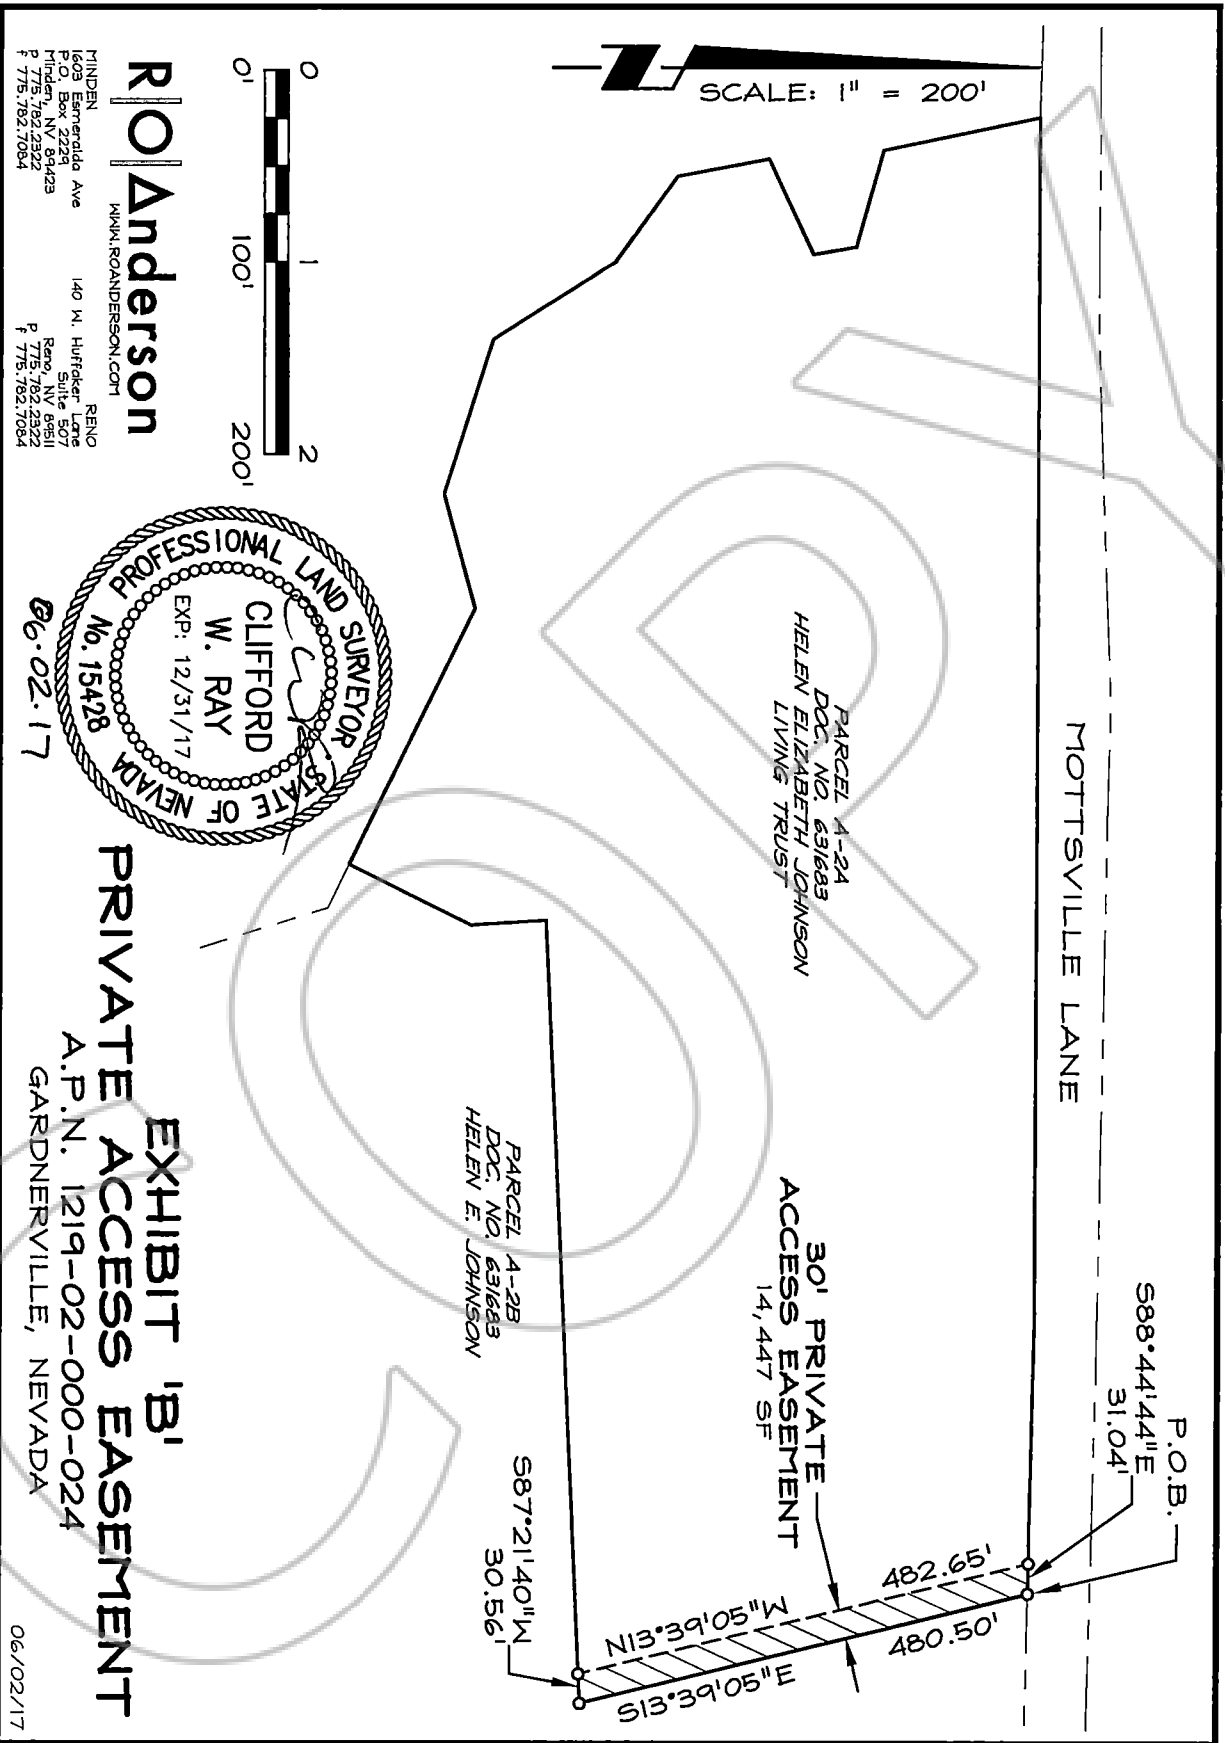 P.O.B.
S88°44'44"E
31.04'
MOTTSVILLE LANE
SCALE: 1" = 200'
PARCEL A-2A
DOC. NO. 631683
HELEN ELIZABETH JOHNSON
LIVING TRUST
30' PRIVATE
ACCESS EASEMENT
14,447 SF
482.65'
N13°39'05"W
480.50'
S13°39'05"E
PARCEL A-2B
DOC. NO. 631683
HELEN E. JOHNSON
S87°21'40"W
30.56'
0 1 2
0' 100' 200'
PROFESSIONAL LAND SURVEYOR
STATE OF NEVADA
CLIFFORD
W. RAY
EXP: 12/31/17
No. 15428
06.02.17
R|O|Anderson
WWW.ROANDERSON.COM
MINDEN
1603 Esmeralda Ave
P.O. Box 2229
Minden, NV 89423
p 775.782.2322
f 775.782.7084
RENO
140 W. Huffaker Lane
Suite 507
Reno, NV 89511
p 775.782.2322
f 775.782.7084
EXHIBIT 'B'
PRIVATE ACCESS EASEMENT
A.P.N. 1219-02-000-024
GARDNERVILLE, NEVADA
06/02/17
COPY